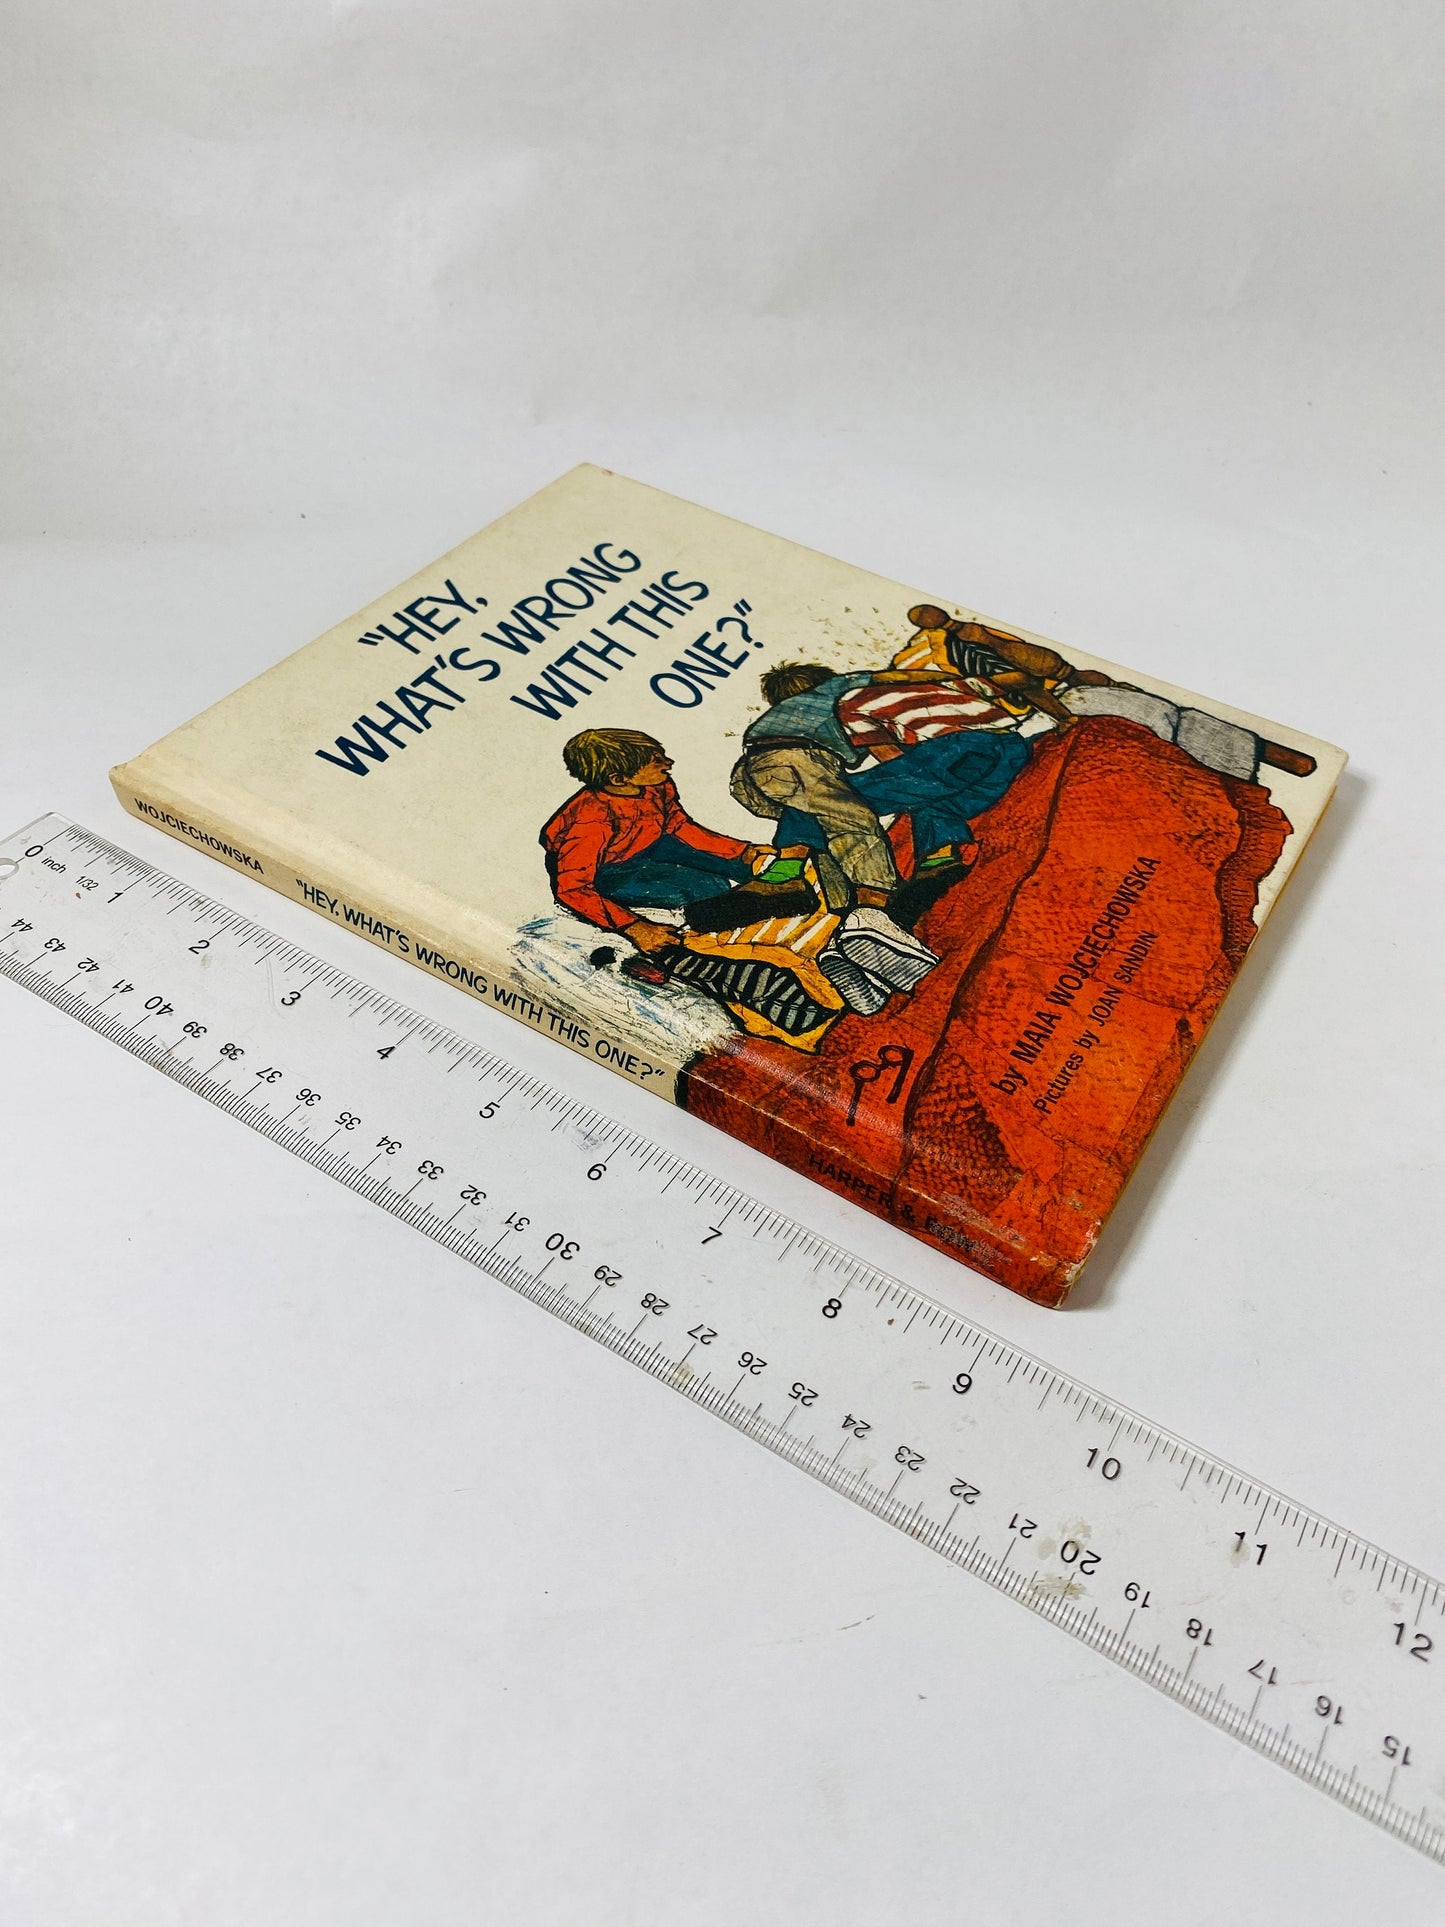 "HEY,
WHAT'S WRONG
WITH THIS
ONE?"
by MAIA WOJCIECHOWSKA
Pictures by JOAN SANDIN
WOJCIECHOWSKA "HEY, WHAT'S WRONG WITH THIS ONE?" HARPER & ROW
0 inch 1/32 1 2 3 4 5 6 7 8 9 10 11 12
44 43 42 41 40 39 38 37 36 35 34 33 32 31 30 29 28 27 26 25 24 23 22 21 20 19 18 17 16 15